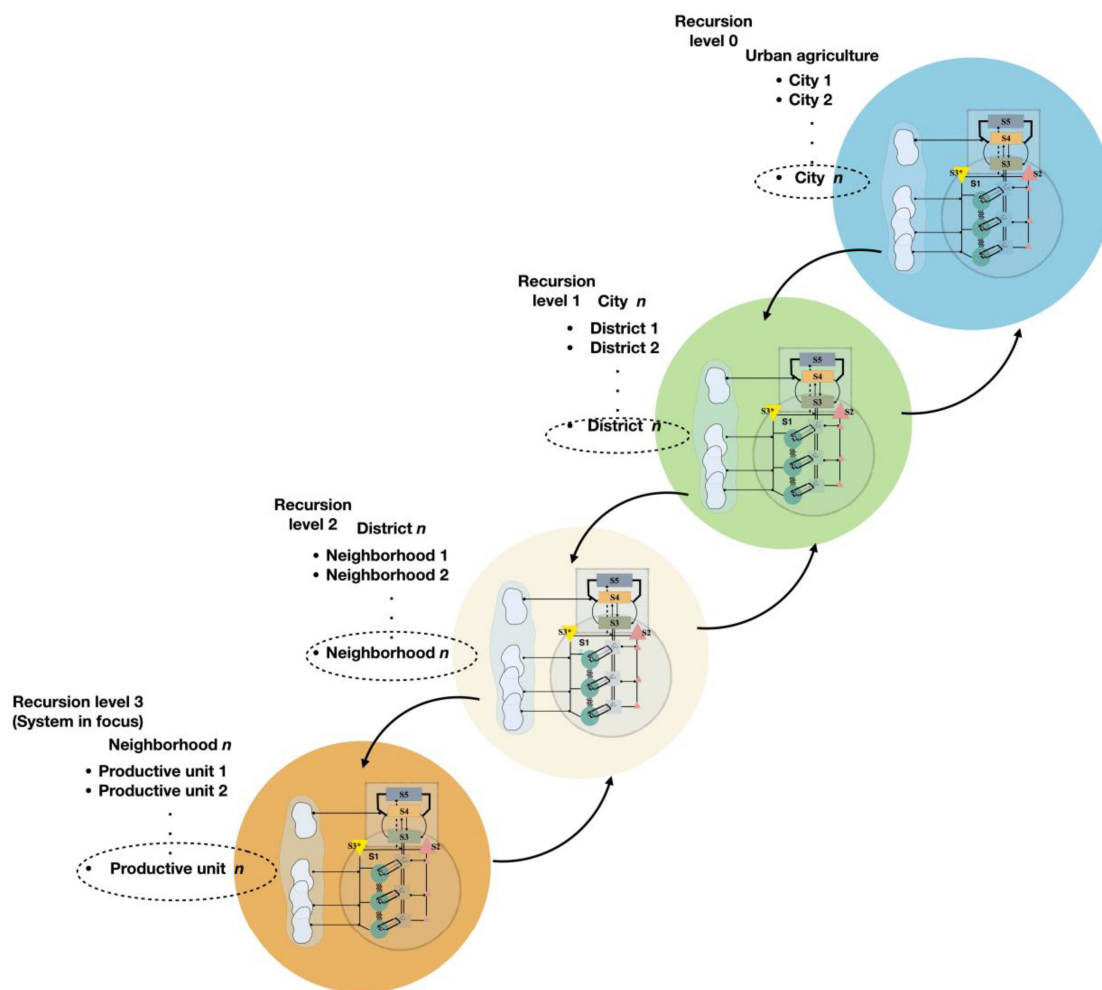 Recursion
level 0
Urban agriculture
• City 1
• City 2
.
.
.
.
• City n
S5
S4
S3
S3*
S2
S1
Recursion
level 1 City n
• District 1
• District 2
.
.
.
.
• District n
S5
S4
S3
S3*
S2
S1
Recursion
level 2
District n
• Neighborhood 1
• Neighborhood 2
.
.
.
.
• Neighborhood n
S5
S4
S3
S3*
S2
S1
Recursion level 3
(System in focus)
Neighborhood n
• Productive unit 1
• Productive unit 2
.
.
.
.
• Productive unit n
S5
S4
S3
S3*
S2
S1